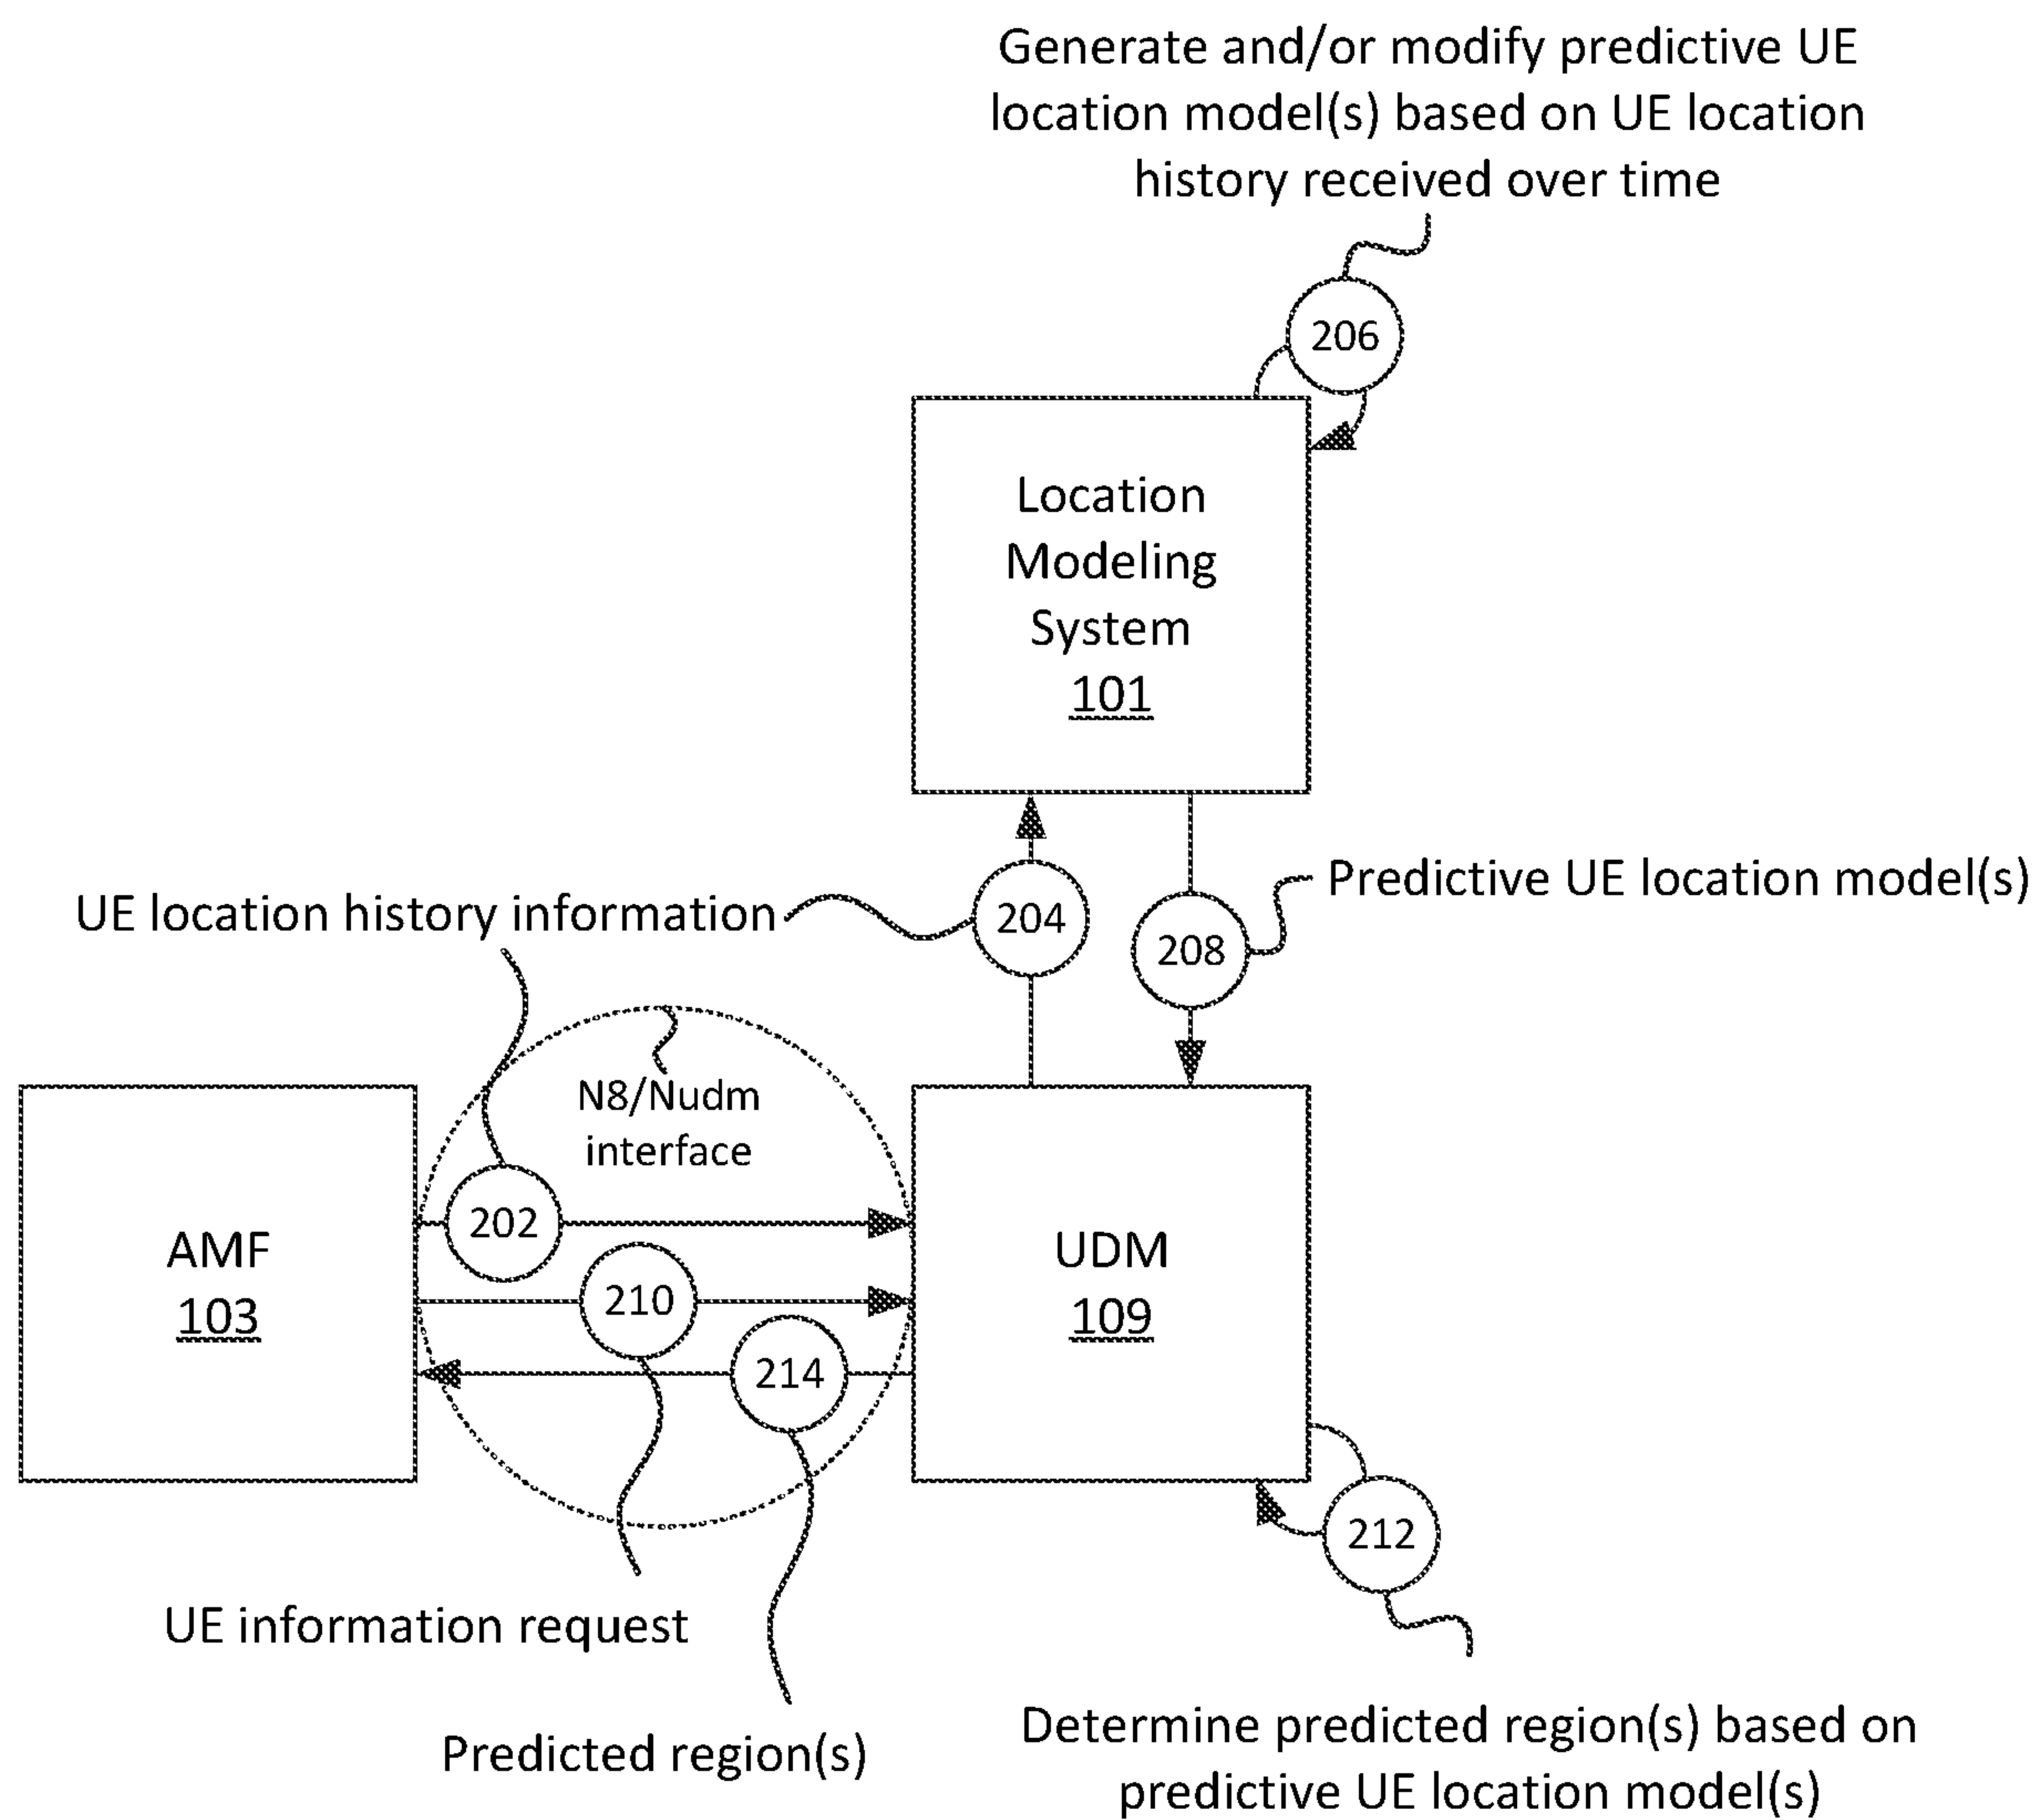 Generate and/or modify predictive UE
location model(s) based on UE location
history received over time
206
Location
Modeling
System
101
Predictive UE location model(s)
UE location history information
204
208
N8/Nudm
interface
AMF
103
202
210
214
UDM
109
212
UE information request
Predicted region(s)
Determine predicted region(s) based on
predictive UE location model(s)